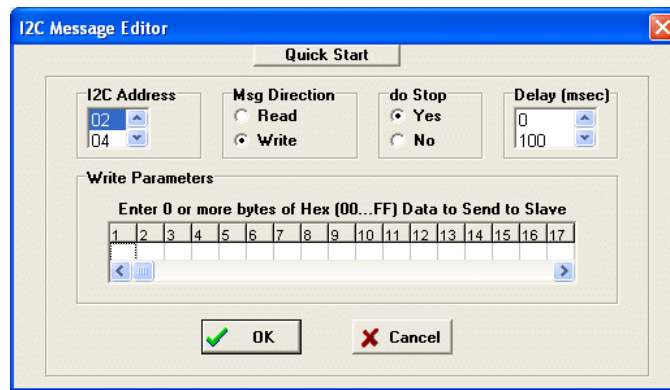 I2C Message Editor
Quick Start
I2C Address
02
04
Msg Direction
Read
Write
do Stop
Yes
No
Delay (msec)
0
100
Write Parameters
Enter 0 or more bytes of Hex (00...FF) Data to Send to Slave
1 2 3 4 5 6 7 8 9 10 11 12 13 14 15 16 17
OK
Cancel